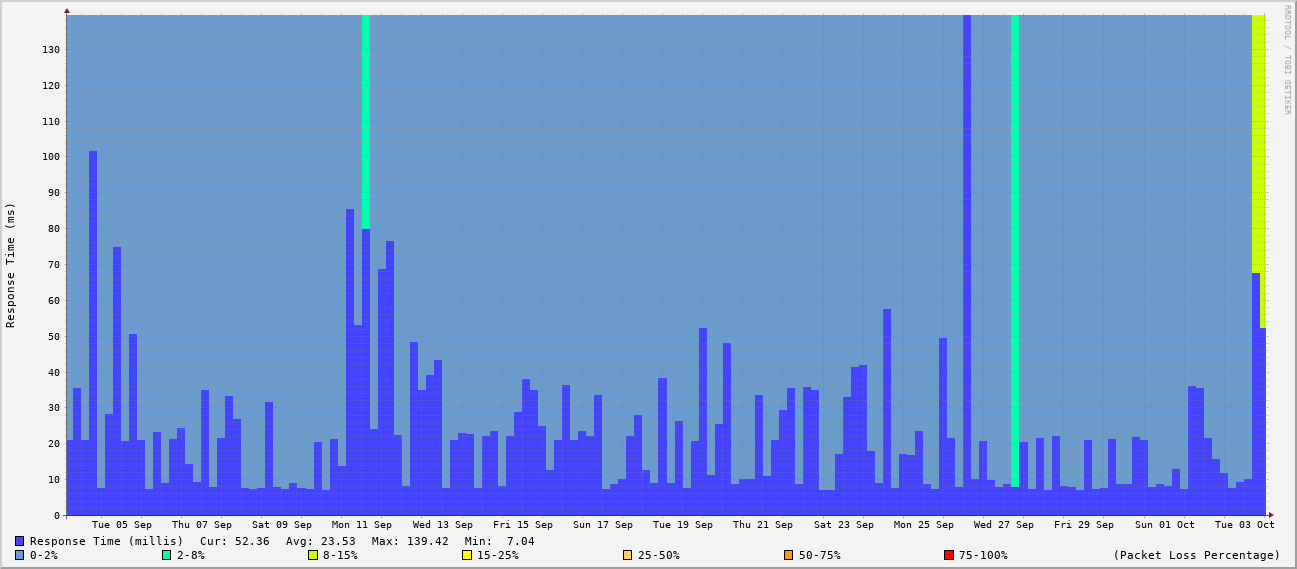 RRDTOOL / TOBI OETIKER
Response Time (ms)
130
120
110
100
90
80
70
60
50
40
30
20
10
0
Tue 05 Sep Thu 07 Sep Sat 09 Sep Mon 11 Sep Wed 13 Sep Fri 15 Sep Sun 17 Sep Tue 19 Sep Thu 21 Sep Sat 23 Sep Mon 25 Sep Wed 27 Sep Fri 29 Sep Sun 01 Oct Tue 03 Oct
Response Time (millis) Cur: 52.36 Avg: 23.53 Max: 139.42 Min: 7.04
0-2% 2-8% 8-15% 15-25% 25-50% 50-75% 75-100% (Packet Loss Percentage)